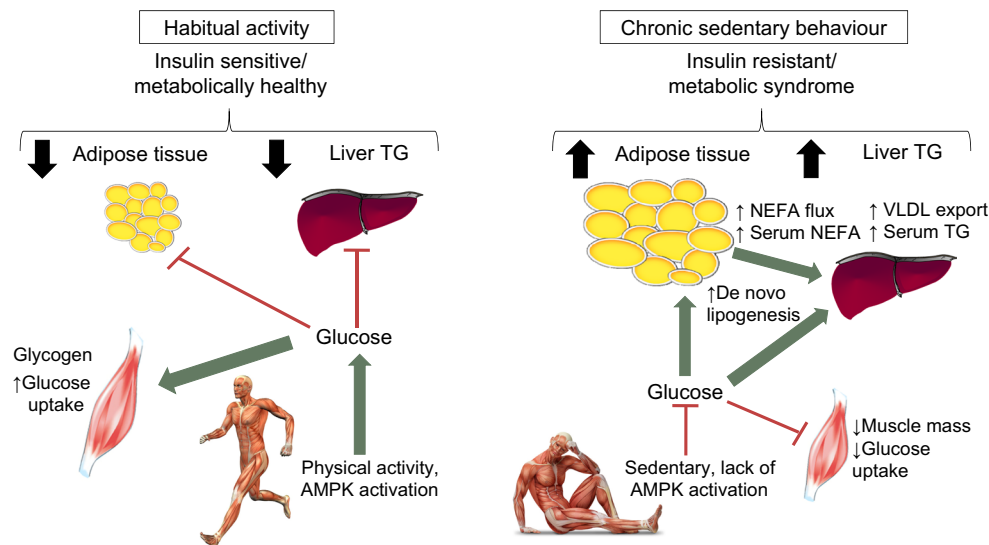 Habitual activity
Insulin sensitive/
metabolically healthy
Adipose tissue
Liver TG
Glucose
Glycogen
↑Glucose
uptake
Physical activity,
AMPK activation
Chronic sedentary behaviour
Insulin resistant/
metabolic syndrome
Adipose tissue
Liver TG
↑ NEFA flux
↑ Serum NEFA
↑ VLDL export
↑ Serum TG
↑De novo
lipogenesis
Glucose
↓Muscle mass
↓Glucose
uptake
Sedentary, lack of
AMPK activation